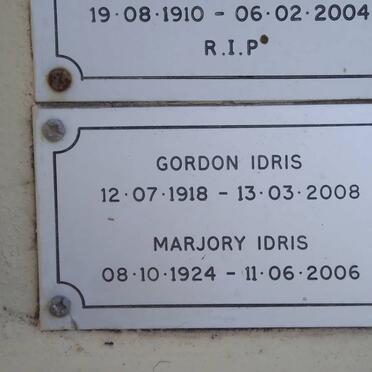 19·08·1910 - 06·02·2004
R.I.P
GORDON IDRIS
12·07·1918 - 13·03·2008
MARJORY IDRIS
08·10·1924 - 11·06·2006